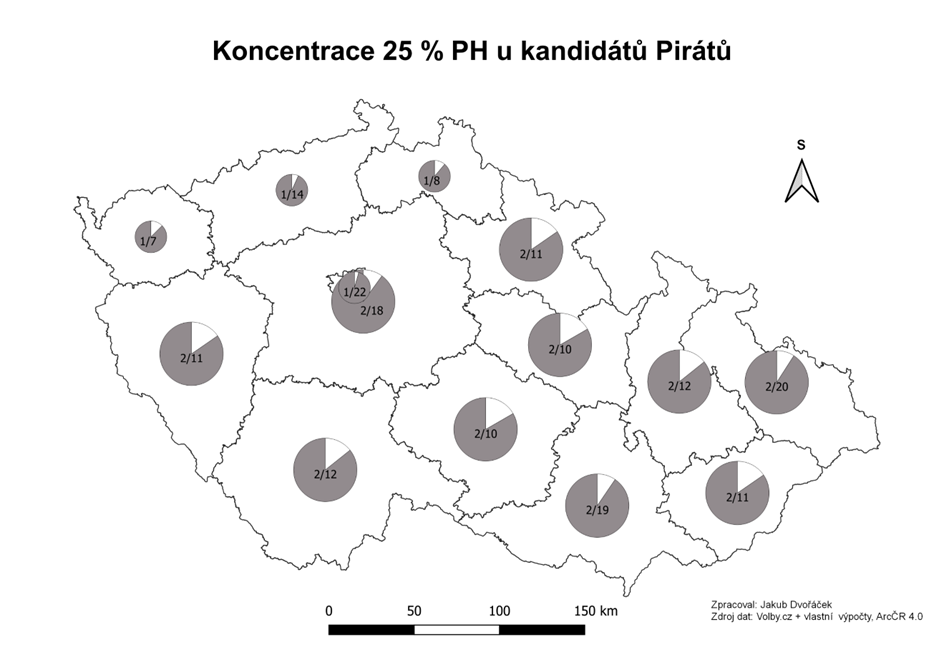 Koncentrace 25 % PH u kandidátů Pirátů
S
1/8
1/14
1/7
2/11
1/22
2/18
2/10
2/11
2/12
2/20
2/10
2/12
2/11
2/19
0 50 100 150 km
Zpracoval: Jakub Dvořáček
Zdroj dat: Volby.cz + vlastní výpočty, ArcČR 4.0